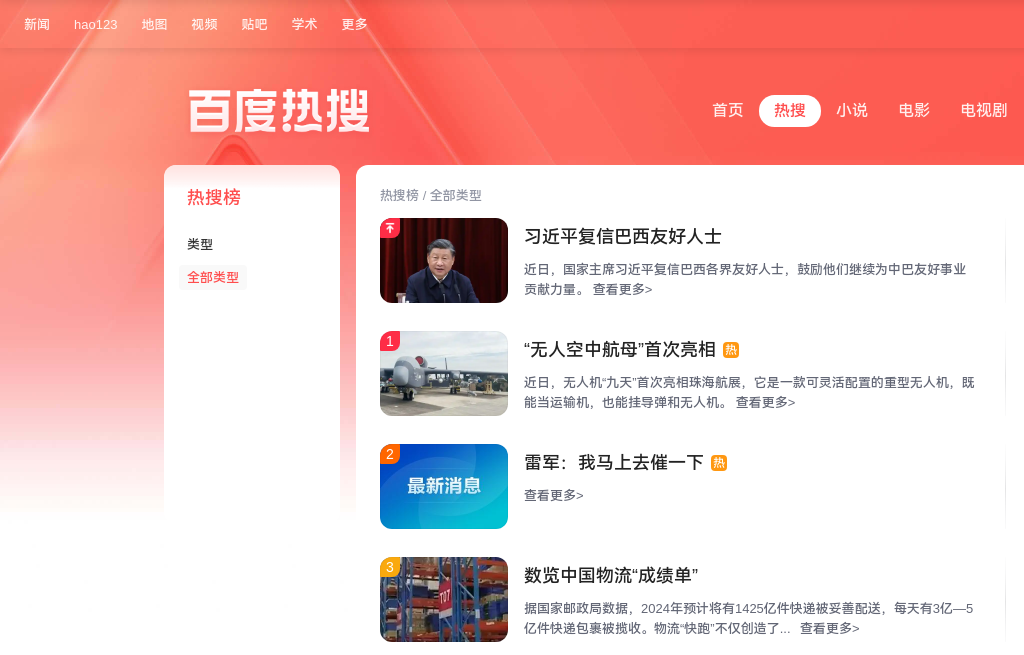 新闻 hao123 地图 视频 贴吧 学术 更多
百度热搜
首页 热搜 小说 电影 电视剧
热搜榜
类型
全部类型
热搜榜 / 全部类型
习近平复信巴西友好人士
近日，国家主席习近平复信巴西各界友好人士，鼓励他们继续为中巴友好事业
贡献力量。 查看更多>
1
“无人空中航母”首次亮相 热
近日，无人机“九天”首次亮相珠海航展，它是一款可灵活配置的重型无人机，既
能当运输机，也能挂导弹和无人机。 查看更多>
2
最新消息
雷军：我马上去催一下 热
查看更多>
3
T07
数览中国物流“成绩单”
据国家邮政局数据，2024年预计将有1425亿件快递被妥善配送，每天有3亿—5
亿件快递包裹被揽收。物流“快跑”不仅创造了... 查看更多>